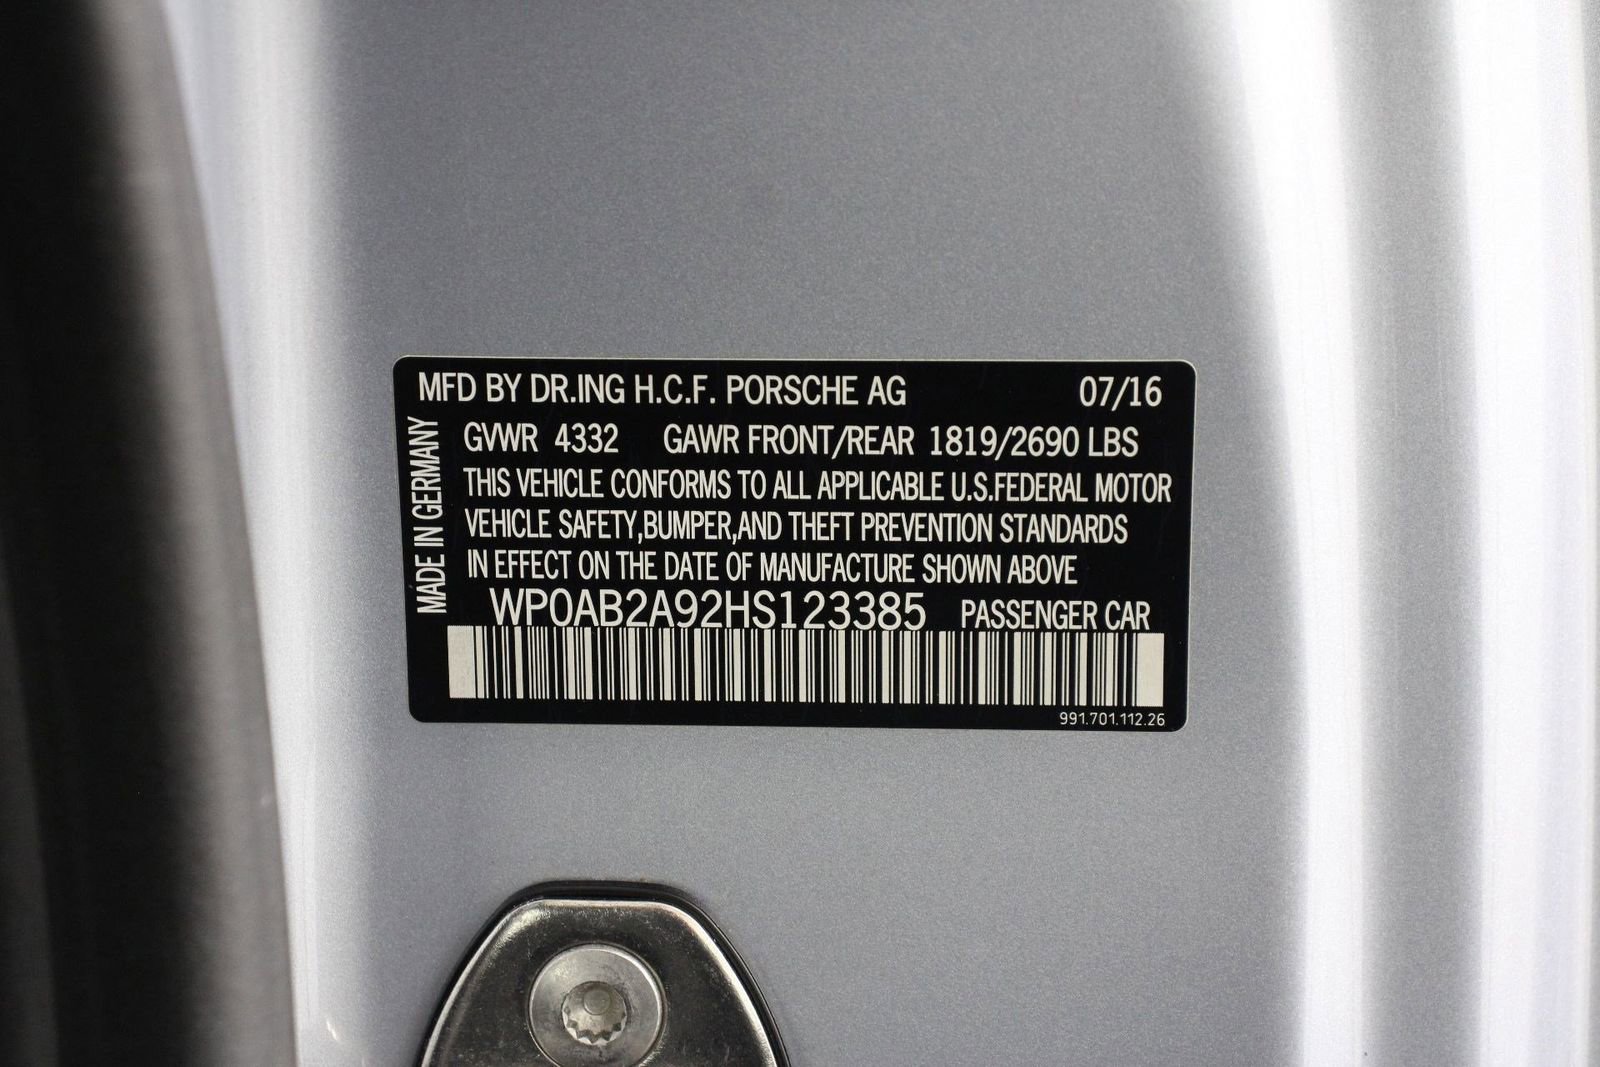 MFD BY DR.ING H.C.F. PORSCHE AG 07/16
GVWR 4332 GAWR FRONT/REAR 1819/2690 LBS
THIS VEHICLE CONFORMS TO ALL APPLICABLE U.S.FEDERAL MOTOR
VEHICLE SAFETY,BUMPER,AND THEFT PREVENTION STANDARDS
IN EFFECT ON THE DATE OF MANUFACTURE SHOWN ABOVE
WP0AB2A92HS123385 PASSENGER CAR
991.701.112.26
MADE IN GERMANY